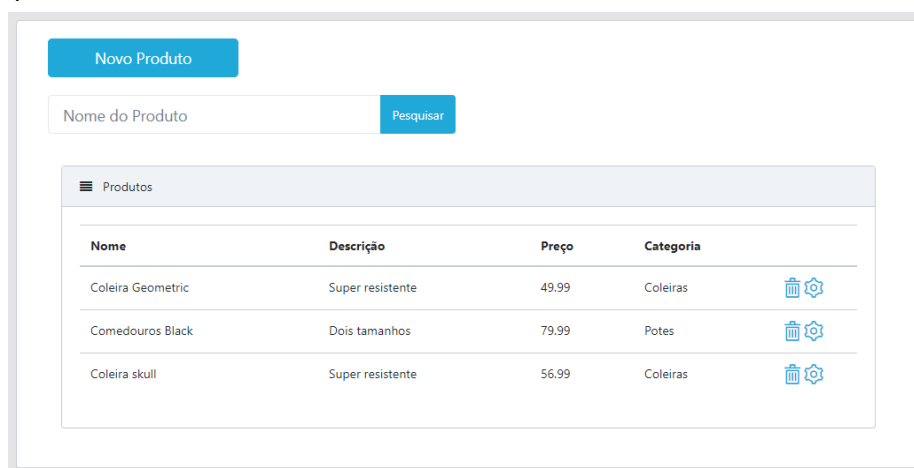 Novo Produto
Nome do Produto Pesquisar
Produtos
Nome Descrição Preço Categoria
Coleira Geometric Super resistente 49.99 Coleiras
Comedouros Black Dois tamanhos 79.99 Potes
Coleira skull Super resistente 56.99 Coleiras